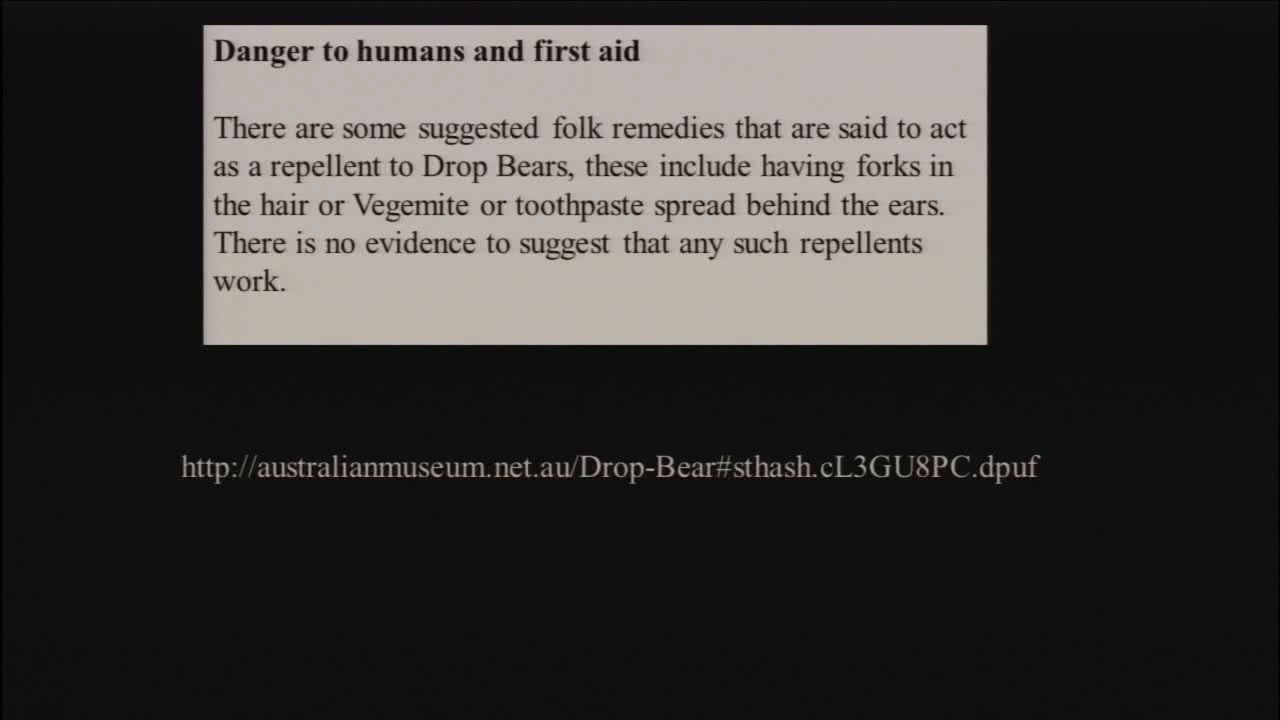 Danger to humans and first aid
There are some suggested folk remedies that are said to act
as a repellent to Drop Bears, these include having forks in
the hair or Vegemite or toothpaste spread behind the ears.
There is no evidence to suggest that any such repellents
work.
http://australianmuseum.net.au/Drop-Bear#sthash.cL3GU8PC.dpuf